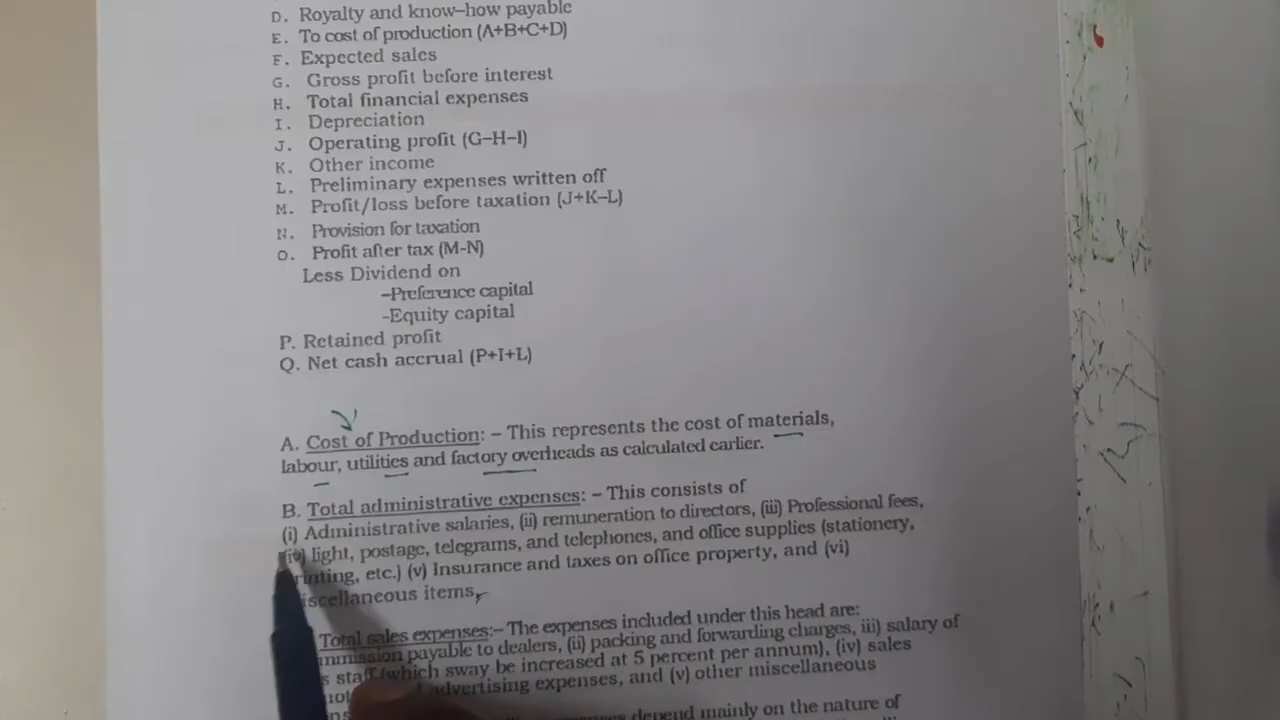 D. Royalty and know-how payable
E. To cost of production (A+B+C+D)
F. Expected sales
G. Gross profit before interest
H. Total financial expenses
I. Depreciation
J. Operating profit (G-H-I)
K. Other income
L. Preliminary expenses written off
M. Profit/loss before taxation (J+K-L)
N. Provision for taxation
O. Profit after tax (M-N)
Less Dividend on
-Preference capital
-Equity capital
P. Retained profit
Q. Net cash accrual (P+I+L)
A. Cost of Production: – This represents the cost of materials,
labour, utilities and factory overheads as calculated earlier.
B. Total administrative expenses: – This consists of
(i) Administrative salaries, (ii) remuneration to directors, (iii) Professional fees,
(iv) light, postage, telegrams, and telephones, and office supplies (stationery,
rinting, etc.) (v) Insurance and taxes on office property, and (vi)
iscellaneous items,
Total sales expenses:– The expenses included under this head are:
mmission payable to dealers, (ii) packing and forwarding charges, iii) salary of
s staff (which sway be increased at 5 percent per annum), (iv) sales
advertising expenses, and (v) other miscellaneous
depend mainly on the nature of